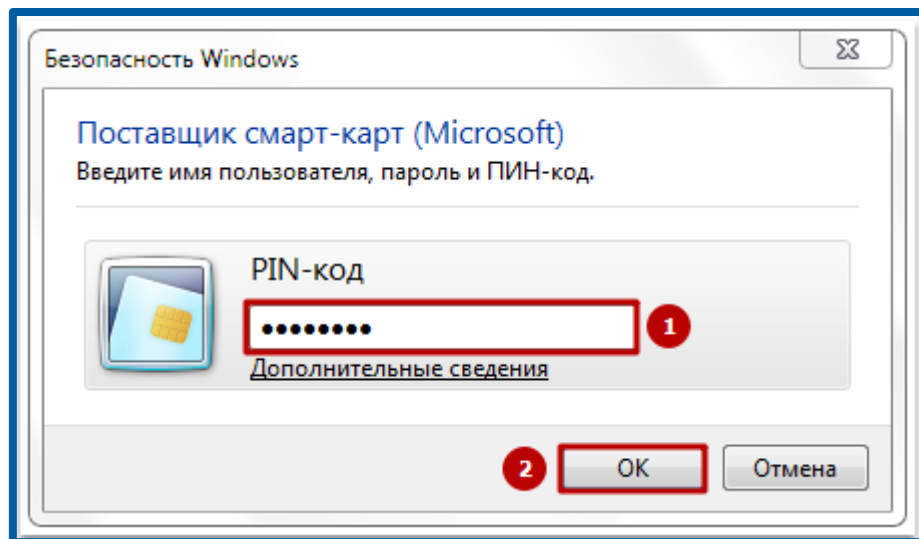 Безопасность Windows
Поставщик смарт-карт (Microsoft)
Введите имя пользователя, пароль и ПИН-код.
PIN-код
●●●●●●●● 1
Дополнительные сведения
2 ОК Отмена